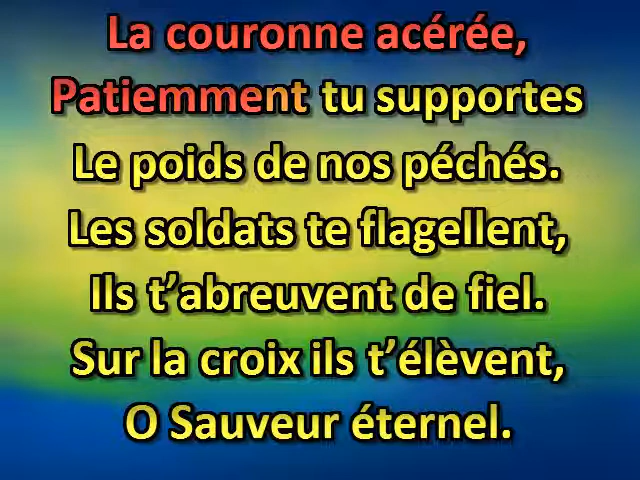 La couronne acérée,
Patiemment tu supportes
Le poids de nos péchés.
Les soldats te flagellent,
Ils t’abreuvent de fiel.
Sur la croix ils t’élèvent,
O Sauveur éternel.